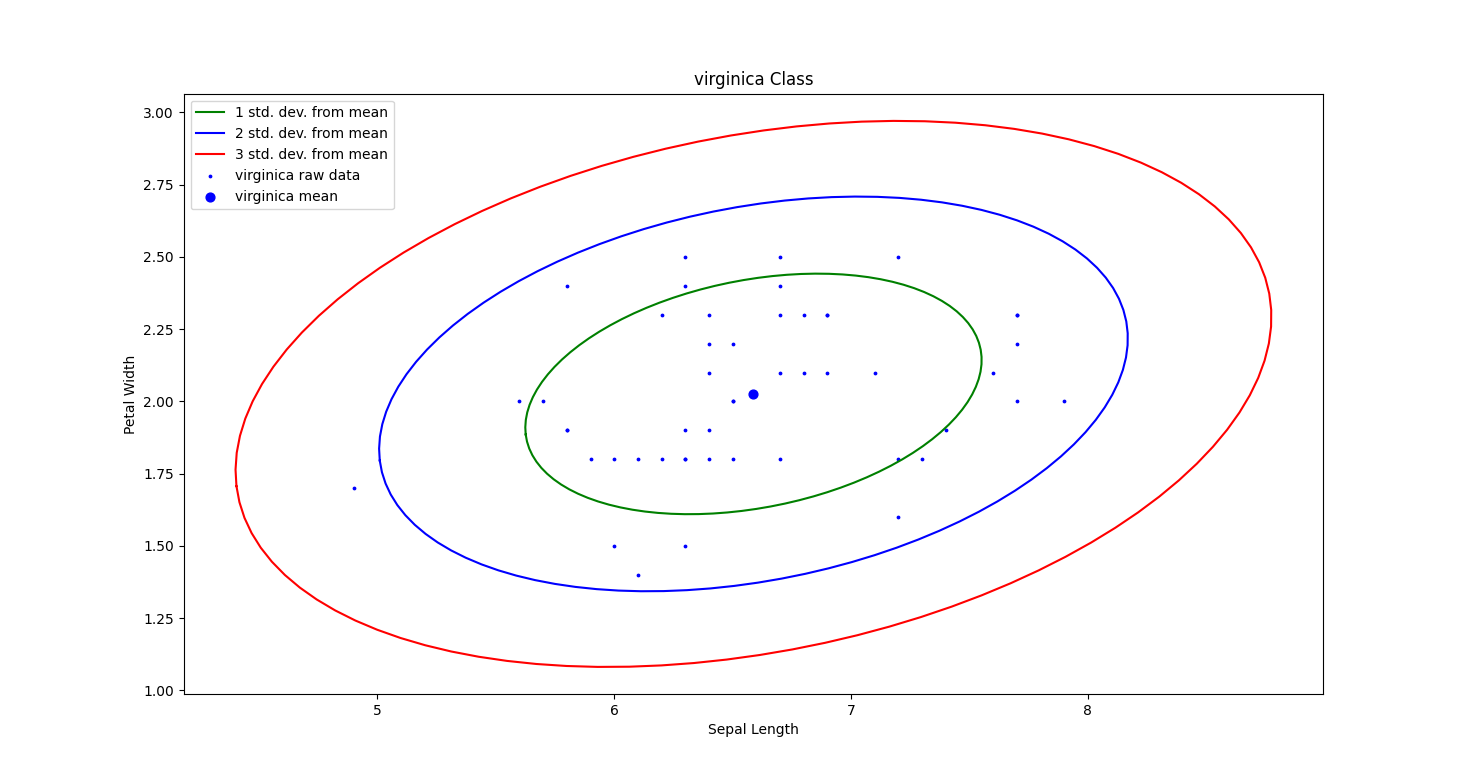 virginica Class
1 std. dev. from mean
2 std. dev. from mean
3 std. dev. from mean
virginica raw data
virginica mean
Petal Width
3.00
2.75
2.50
2.25
2.00
1.75
1.50
1.25
1.00
5 6 7 8
Sepal Length